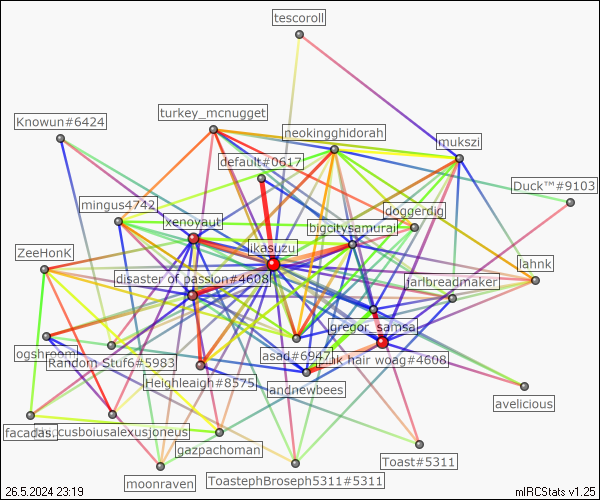 tescoroll
turkey_mcnugget
Knowun#6424
neokingghidorah
mukszi
default#0617
Duck™#9103
mingus4742
doggerdig
xenoyaut
bigcitysamurai
ikasuzu
ZeeHonK
lahnk
disaster of passion#4608
farlbreadmaker
gregor_samsa
ogshroom
asad#6947
hair woag#4608
Random Stuf6#5983
Heighleaigh#8575
landnewbees
avelicious
facadas
cusboiusalexusjoneus
gazpachoman
Toast#5311
moonraven
ToastephBroseph5311#5311
26.5.2024 23:19
mIRCStats v1.25